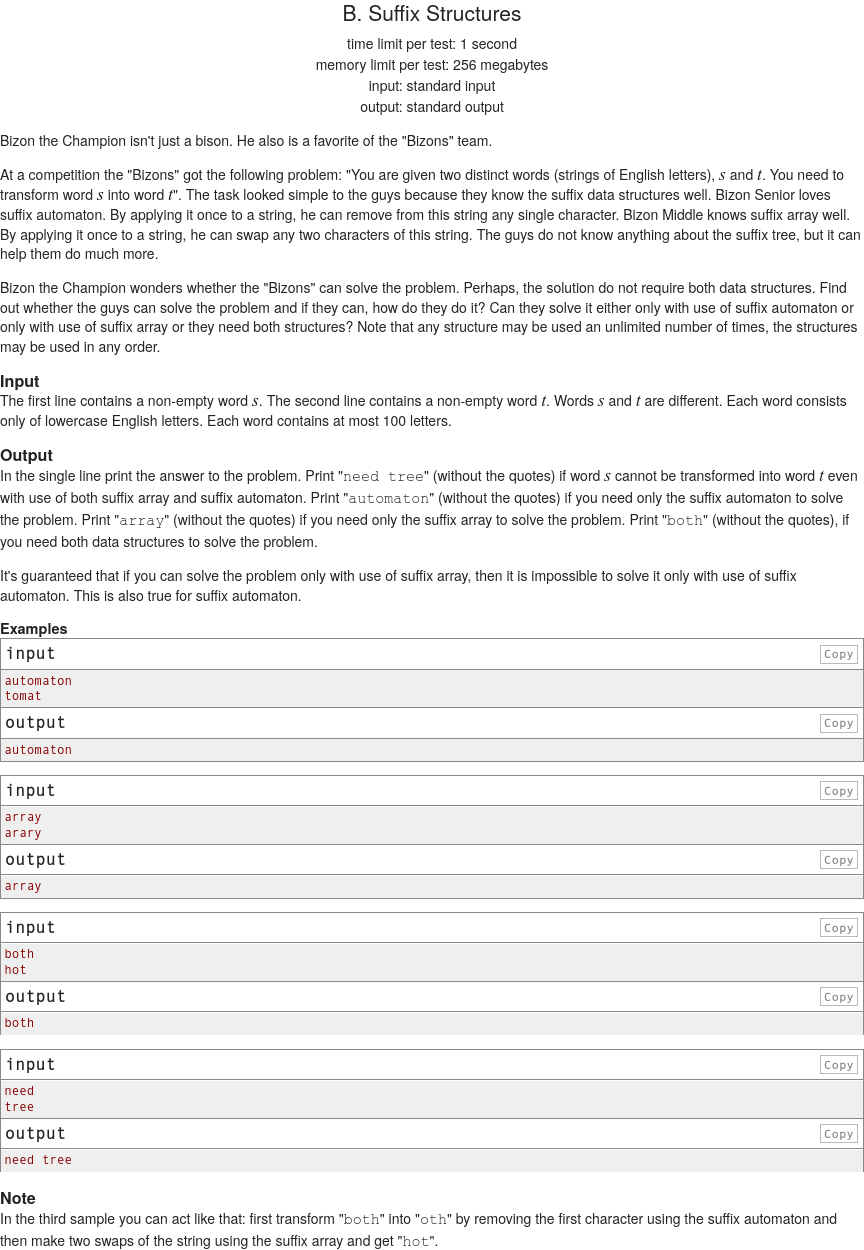 B. Suffix Structures
time limit per test: 1 second
memory limit per test: 256 megabytes
input: standard input
output: standard output
Bizon the Champion isn't just a bison. He also is a favorite of the "Bizons" team.
At a competition the "Bizons" got the following problem: "You are given two distinct words (strings of English letters), s and t. You need to
transform word s into word t". The task looked simple to the guys because they know the suffix data structures well. Bizon Senior loves
suffix automaton. By applying it once to a string, he can remove from this string any single character. Bizon Middle knows suffix array well.
By applying it once to a string, he can swap any two characters of this string. The guys do not know anything about the suffix tree, but it can
help them do much more.
Bizon the Champion wonders whether the "Bizons" can solve the problem. Perhaps, the solution do not require both data structures. Find
out whether the guys can solve the problem and if they can, how do they do it? Can they solve it either only with use of suffix automaton or
only with use of suffix array or they need both structures? Note that any structure may be used an unlimited number of times, the structures
may be used in any order.
Input
The first line contains a non-empty word s. The second line contains a non-empty word t. Words s and t are different. Each word consists
only of lowercase English letters. Each word contains at most 100 letters.
Output
In the single line print the answer to the problem. Print "need tree" (without the quotes) if word s cannot be transformed into word t even
with use of both suffix array and suffix automaton. Print "automaton" (without the quotes) if you need only the suffix automaton to solve
the problem. Print "array" (without the quotes) if you need only the suffix array to solve the problem. Print "both" (without the quotes), if
you need both data structures to solve the problem.
It's guaranteed that if you can solve the problem only with use of suffix array, then it is impossible to solve it only with use of suffix
automaton. This is also true for suffix automaton.
Examples
input Copy
automaton
tomat
output Copy
automaton
input Copy
array
arary
output Copy
array
input Copy
both
hot
output Copy
both
input Copy
need
tree
output Copy
need tree
Note
In the third sample you can act like that: first transform "both" into "oth" by removing the first character using the suffix automaton and
then make two swaps of the string using the suffix array and get "hot".